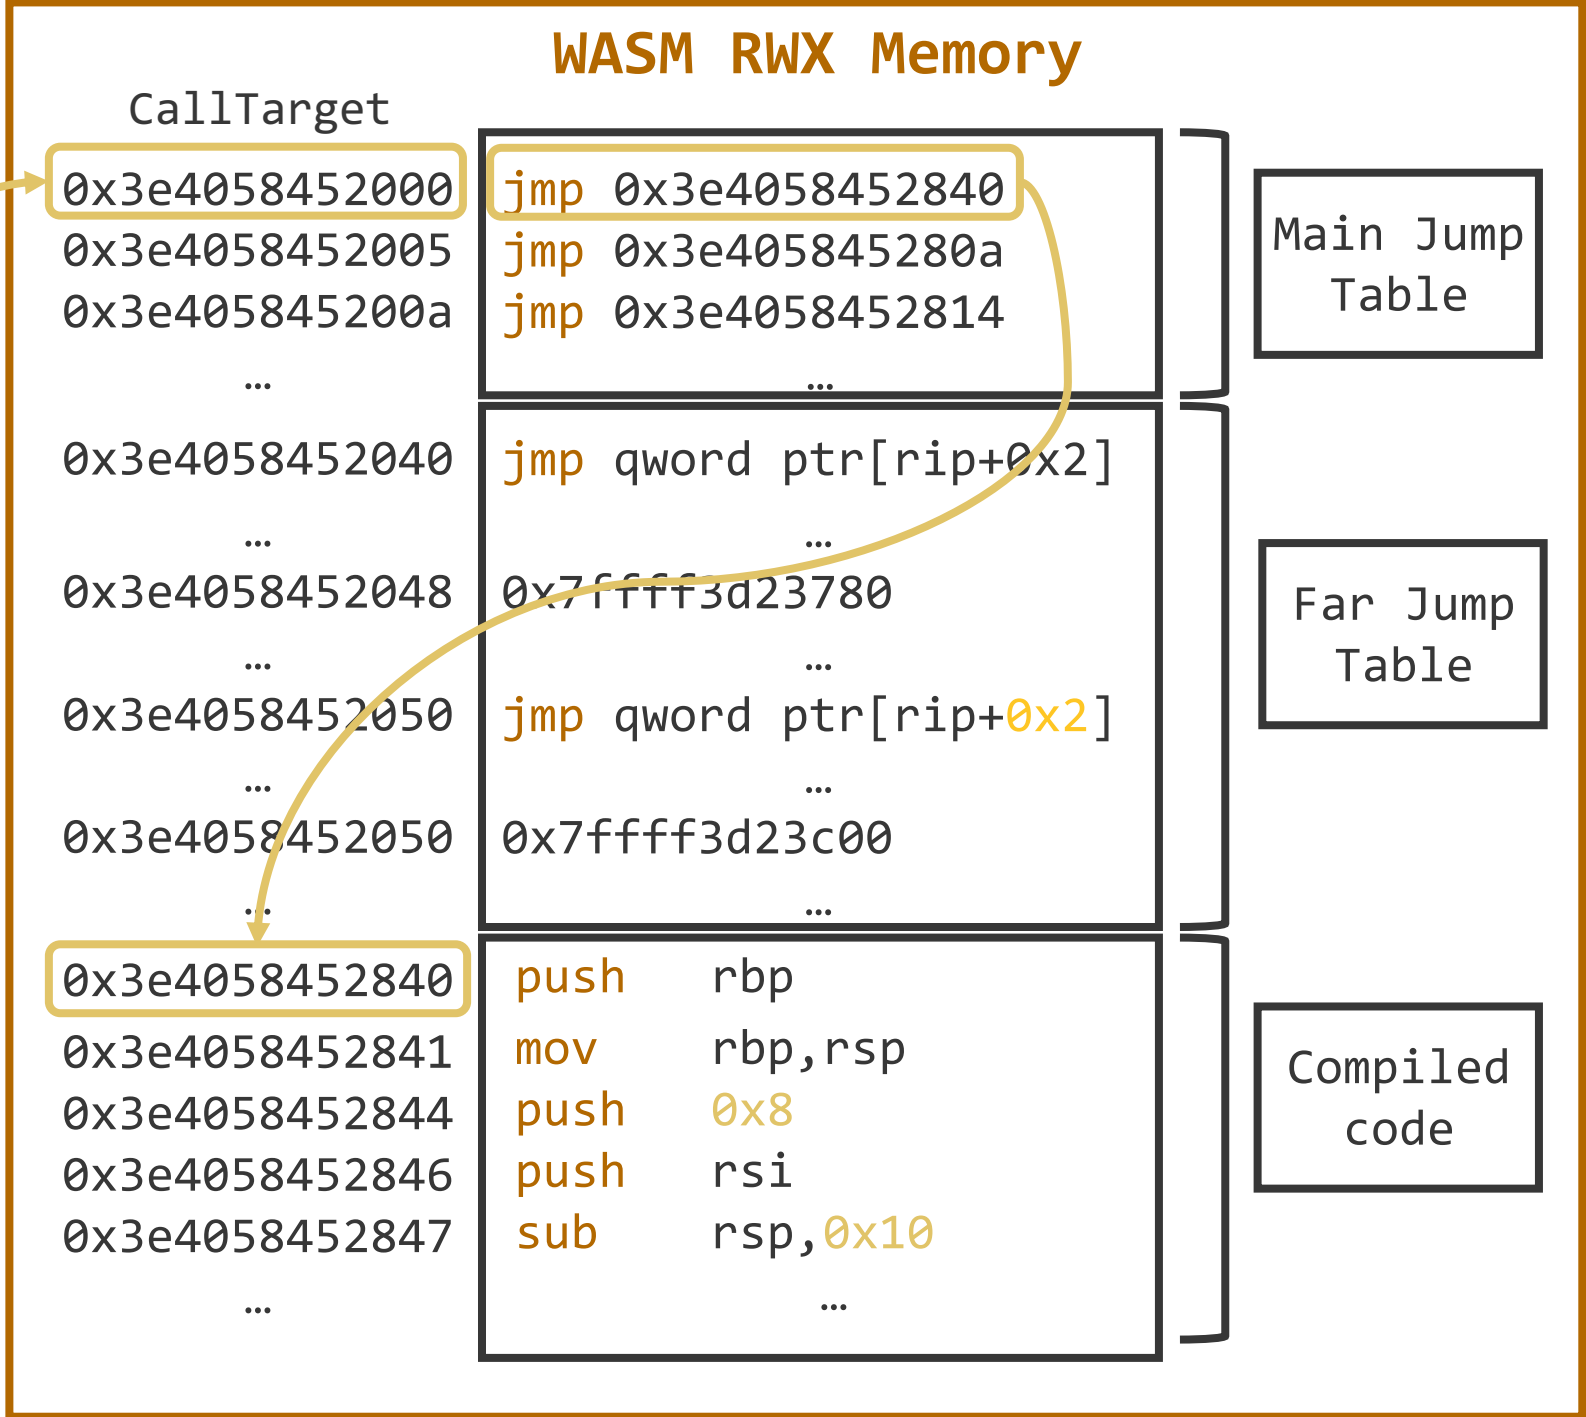 WASM RWX Memory
CallTarget
0x3e4058452000 jmp 0x3e4058452840
0x3e4058452005 jmp 0x3e405845280a
0x3e405845200a jmp 0x3e4058452814
… …
Main Jump
Table
0x3e4058452040 jmp qword ptr[rip+0x2]
… …
0x3e4058452048 0x7ffff3d23780
… …
0x3e4058452050 jmp qword ptr[rip+0x2]
… …
0x3e4058452050 0x7ffff3d23c00
… …
Far Jump
Table
0x3e4058452840 push rbp
0x3e4058452841 mov rbp,rsp
0x3e4058452844 push 0x8
0x3e4058452846 push rsi
0x3e4058452847 sub rsp,0x10
… …
Compiled
code